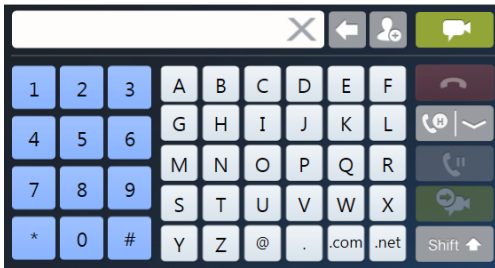 1 2 3
4 5 6
7 8 9
* 0 #
A B C D E F
G H I J K L
M N O P Q R
S T U V W X
Y Z @ . .com .net
H
Shift